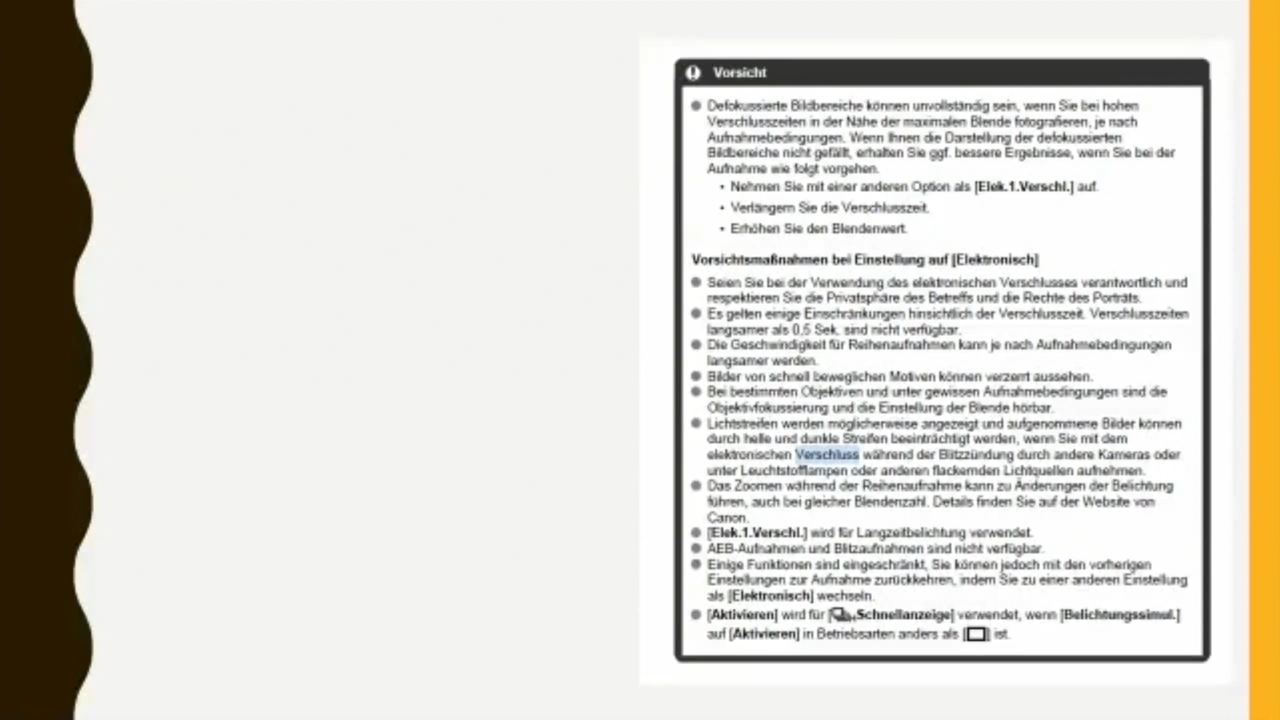 Vorsicht
Defokussierte Bildbereiche können unvollständig sein, wenn Sie bei hohen
Verschlusszeiten in der Nähe der maximalen Blende fotografieren, je nach
Aufnahmebedingungen. Wenn Ihnen die Darstellung der defokussierten
Bildbereiche nicht gefällt, erhalten Sie ggf. bessere Ergebnisse, wenn Sie bei der
Aufnahme wie folgt vorgehen.
• Nehmen Sie mit einer anderen Option als [Elek.1.Verschl.] auf.
• Verlängern Sie die Verschlusszeit.
• Erhöhen Sie den Blendenwert.
Vorsichtsmaßnahmen bei Einstellung auf [Elektronisch]
Seien Sie bei der Verwendung des elektronischen Verschlusses verantwortlich und
respektieren Sie die Privatsphäre des Betreffs und die Rechte des Porträts.
Es gelten einige Einschränkungen hinsichtlich der Verschlusszeit. Verschlusszeiten
langsamer als 0,5 Sek. sind nicht verfügbar.
Die Geschwindigkeit für Reihenaufnahmen kann je nach Aufnahmebedingungen
langsamer werden.
Bilder von schnell beweglichen Motiven können verzerrt aussehen.
Bei bestimmten Objektiven und unter gewissen Aufnahmebedingungen sind die
Objektivfokussierung und die Einstellung der Blende hörbar.
Lichtstreifen werden möglicherweise angezeigt und aufgenommene Bilder können
durch helle und dunkle Streifen beeinträchtigt werden, wenn Sie mit dem
elektronischen Verschluss während der Blitzzündung durch andere Kameras oder
unter Leuchtstofflampen oder anderen flackernden Lichtquellen aufnehmen.
Das Zoomen während der Reihenaufnahme kann zu Änderungen der Belichtung
führen, auch bei gleicher Blendenzahl. Details finden Sie auf der Website von
Canon.
[Elek.1.Verschl.] wird für Langzeitbelichtung verwendet.
AEB-Aufnahmen und Blitzaufnahmen sind nicht verfügbar.
Einige Funktionen sind eingeschränkt, Sie können jedoch mit den vorherigen
Einstellungen zur Aufnahme zurückkehren, indem Sie zu einer anderen Einstellung
als [Elektronisch] wechseln.
[Aktivieren] wird für [Schnellanzeige] verwendet, wenn [Belichtungssimul.]
auf [Aktivieren] in Betriebsarten anders als [ ] ist.